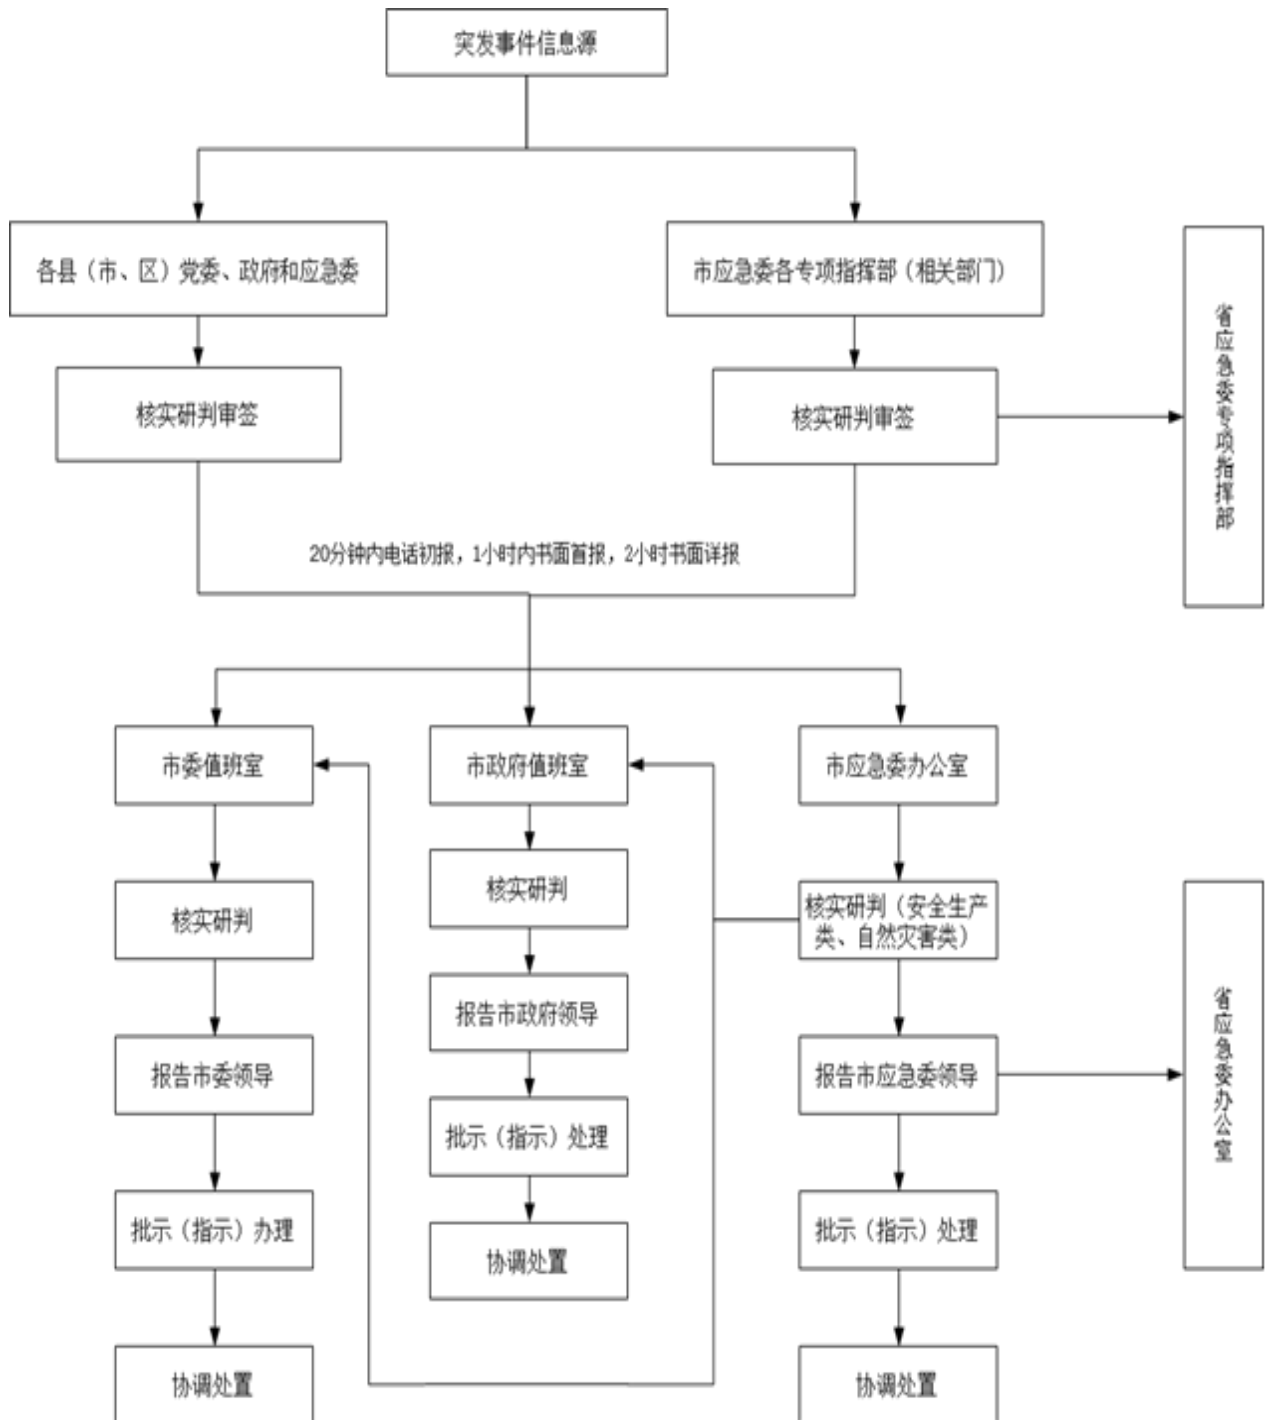 突发事件信息源
各县（市、区）党委、政府和应急委
市应急委各专项指挥部（相关部门）
省应急委专项指挥部
核实研判审签
核实研判审签
20分钟内电话初报，1小时内书面首报，2小时书面详报
市委值班室
市政府值班室
市应急委办公室
核实研判
核实研判
核实研判（安全生产
类、自然灾害类）
省应急委办公室
报告市委领导
报告市政府领导
报告市应急委领导
批示（指示）办理
批示（指示）处理
批示（指示）处理
协调处置
协调处置
协调处置